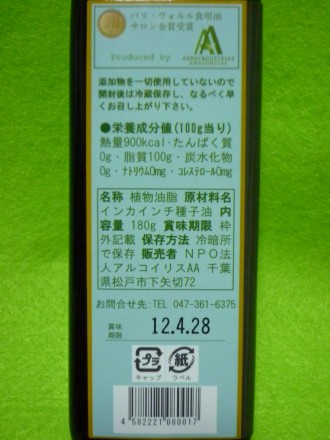 パリ・ウォルル食用油
サロン金賞受賞
Produced by
AGROINDUSTRIAS
AMAZONICAS
添加物を一切使用していないので
開封後は冷蔵保存し、なるべく早
くお召し上がり下さい。
●栄養成分値(100g当り)
熱量900kcal・たんぱく質
0g・脂質100g・炭水化物
0g・ナトリウム0mg・コレステロール0mg
名称 植物油脂 原材料名
インカインチ種子油 内
容量 180g 賞味期限 枠
外記載 保存方法 冷暗所
で保存 販売者 NPO法
人アルコイリスAA 千葉
県松戸市下矢切72
お問合せ先: TEL 047-361-6375
賞味
期限
12.4.28
プラ
キャップ
紙
ラベル
4 582221 080017